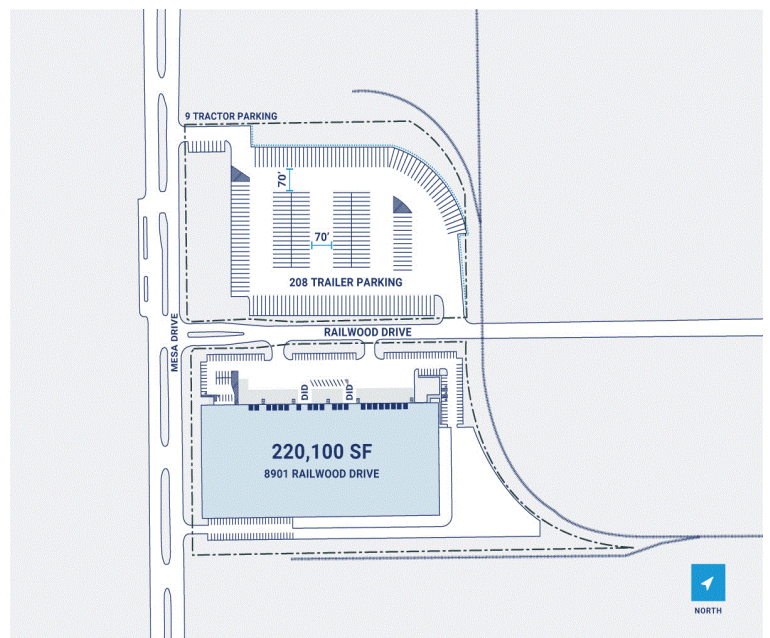 9 TRACTOR PARKING
70'
70'
208 TRAILER PARKING
RAILWOOD DRIVE
MESA DRIVE
DID
DID
220,100 SF
8901 RAILWOOD DRIVE
NORTH